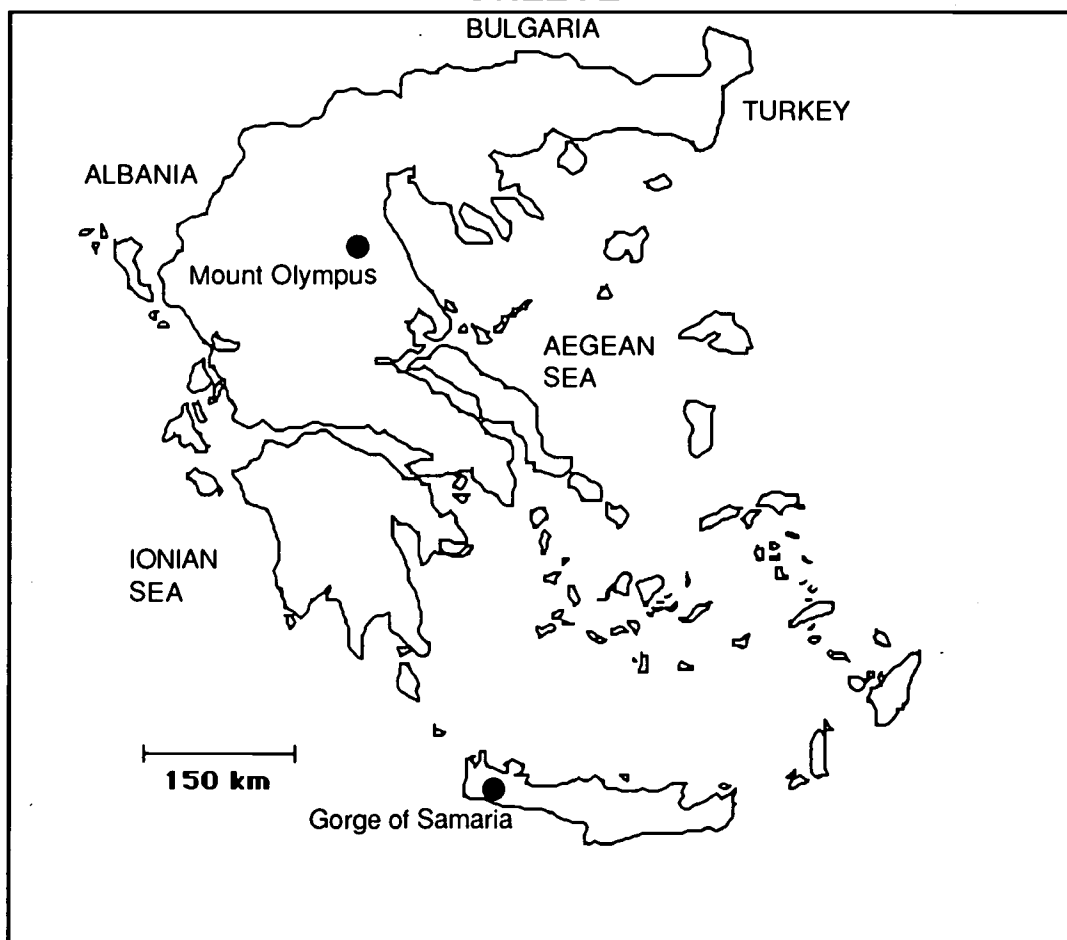 BULGARIA
TURKEY
ALBANIA
Mount Olympus
AEGEAN
SEA
IONIAN
SEA
150 km
Gorge of Samaria